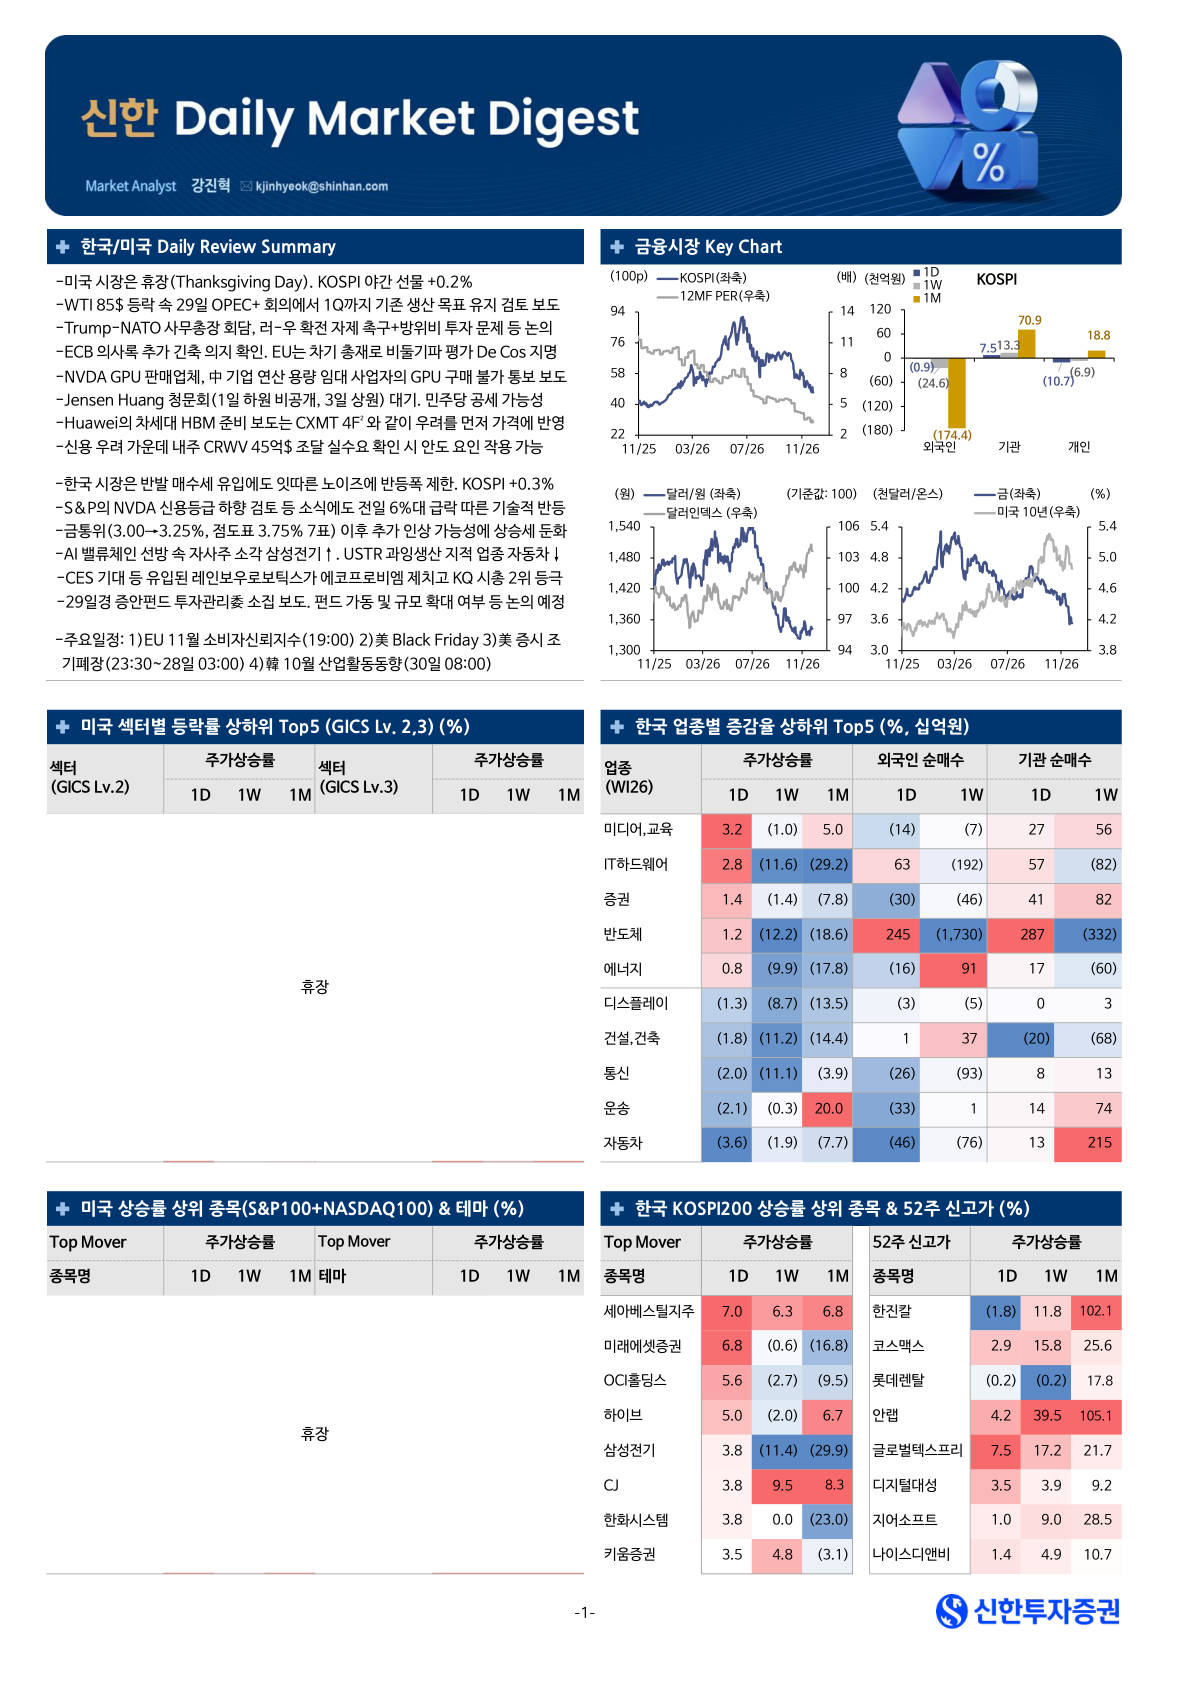 신한 Daily Market Digest
Market Analyst 강진혁 kjinhyeok@shinhan.com
한국/미국 Daily Review Summary
-미국 시장은 휴장(Thanksgiving Day). KOSPI 야간 선물 +0.2%
-WTI 85$ 등락 속 29일 OPEC+ 회의에서 1Q까지 기존 생산 목표 유지 검토 보도
-Trump-NATO 사무총장 회담, 러-우 확전 자제 촉구+방위비 투자 문제 등 논의
-ECB 의사록 추가 긴축 의지 확인. EU는 차기 총재로 비둘기파 평가 De Cos 지명
-NVDA GPU 판매업체, 中 기업 연산 용량 임대 사업자의 GPU 구매 불가 통보 보도
-Jensen Huang 청문회(1일 하원 비공개, 3일 상원) 대기. 민주당 공세 가능성
-Huawei의 차세대 HBM 준비 보도는 CXMT 4F² 와 같이 우려를 먼저 가격에 반영
-신용 우려 가운데 내주 CRWV 45억$ 조달 실수요 확인 시 안도 요인 작용 가능
-한국 시장은 반발 매수세 유입에도 잇따른 노이즈에 반등폭 제한. KOSPI +0.3%
-S&P의 NVDA 신용등급 하향 검토 등 소식에도 전일 6%대 급락 따른 기술적 반등
-금통위(3.00→3.25%, 점도표 3.75% 7표) 이후 추가 인상 가능성에 상승세 둔화
-AI 밸류체인 선방 속 자사주 소각 삼성전기↑. USTR 과잉생산 지적 업종 자동차↓
-CES 기대 등 유입된 레인보우로보틱스가 에코프로비엠 제치고 KQ 시총 2위 등극
-29일경 증안펀드 투자관리委 소집 보도. 펀드 가동 및 규모 확대 여부 등 논의 예정
-주요일정: 1)EU 11월 소비자신뢰지수(19:00) 2)美 Black Friday 3)美 증시 조
기폐장(23:30~28일 03:00) 4)韓 10월 산업활동동향(30일 08:00)
금융시장 Key Chart
(100p) KOSPI(좌축) (배)
12MF PER(우축)
94 14
76 11
58 8
40 5
22 2
11/25 03/26 07/26 11/26
(천억원) 1D KOSPI
1W
1M
120
60
0
(60)
(120)
(180)
(0.9) (24.6) (174.4)
7.5 13.3 70.9
(10.7) (6.9) 18.8
외국인 기관 개인
(원) 달러/원 (좌축) (기준값: 100)
달러인덱스 (우축)
1,540 106
1,480 103
1,420 100
1,360 97
1,300 94
11/25 03/26 07/26 11/26
(천달러/온스) 금(좌축) (%)
미국 10년(우축)
5.4 5.4
4.8 5.0
4.2 4.6
3.6 4.2
3.0 3.8
11/25 03/26 07/26 11/26
미국 섹터별 등락률 상하위 Top5 (GICS Lv. 2,3) (%)
섹터 (GICS Lv.2) 주가상승률 섹터 (GICS Lv.3) 주가상승률
1D 1W 1M 1D 1W 1M
휴장
한국 업종별 증감율 상하위 Top5 (%, 십억원)
업종 (WI26) 주가상승률 외국인 순매수 기관 순매수
1D 1W 1M 1D 1W 1D 1W
미디어,교육 3.2 (1.0) 5.0 (14) (7) 27 56
IT하드웨어 2.8 (11.6) (29.2) 63 (192) 57 (82)
증권 1.4 (1.4) (7.8) (30) (46) 41 82
반도체 1.2 (12.2) (18.6) 245 (1,730) 287 (332)
에너지 0.8 (9.9) (17.8) (16) 91 17 (60)
디스플레이 (1.3) (8.7) (13.5) (3) (5) 0 3
건설,건축 (1.8) (11.2) (14.4) 1 37 (20) (68)
통신 (2.0) (11.1) (3.9) (26) (93) 8 13
운송 (2.1) (0.3) 20.0 (33) 1 14 74
자동차 (3.6) (1.9) (7.7) (46) (76) 13 215
미국 상승률 상위 종목(S&P100+NASDAQ100) & 테마 (%)
Top Mover 주가상승률 Top Mover 주가상승률
종목명 1D 1W 1M 테마 1D 1W 1M
휴장
한국 KOSPI200 상승률 상위 종목 & 52주 신고가 (%)
Top Mover 주가상승률 52주 신고가 주가상승률
종목명 1D 1W 1M 종목명 1D 1W 1M
세아베스틸지주 7.0 6.3 6.8 한진칼 (1.8) 11.8 102.1
미래에셋증권 6.8 (0.6) (16.8) 코스맥스 2.9 15.8 25.6
OCI홀딩스 5.6 (2.7) (9.5) 롯데렌탈 (0.2) (0.2) 17.8
하이브 5.0 (2.0) 6.7 안랩 4.2 39.5 105.1
삼성전기 3.8 (11.4) (29.9) 글로벌텍스프리 7.5 17.2 21.7
CJ 3.8 9.5 8.3 디지털대성 3.5 3.9 9.2
한화시스템 3.8 0.0 (23.0) 지어소프트 1.0 9.0 28.5
키움증권 3.5 4.8 (3.1) 나이스디앤비 1.4 4.9 10.7
-1-
신한투자증권